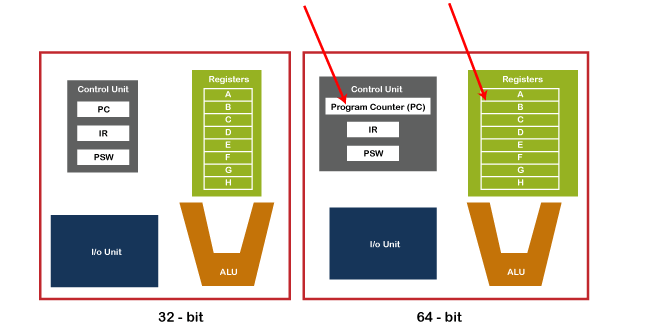 Control Unit
PC
IR
PSW
Registers
A
B
C
D
E
F
G
H
I/o Unit
ALU
32 - bit
Control Unit
Program Counter (PC)
IR
PSW
Registers
A
B
C
D
E
F
G
H
I/o Unit
ALU
64 - bit